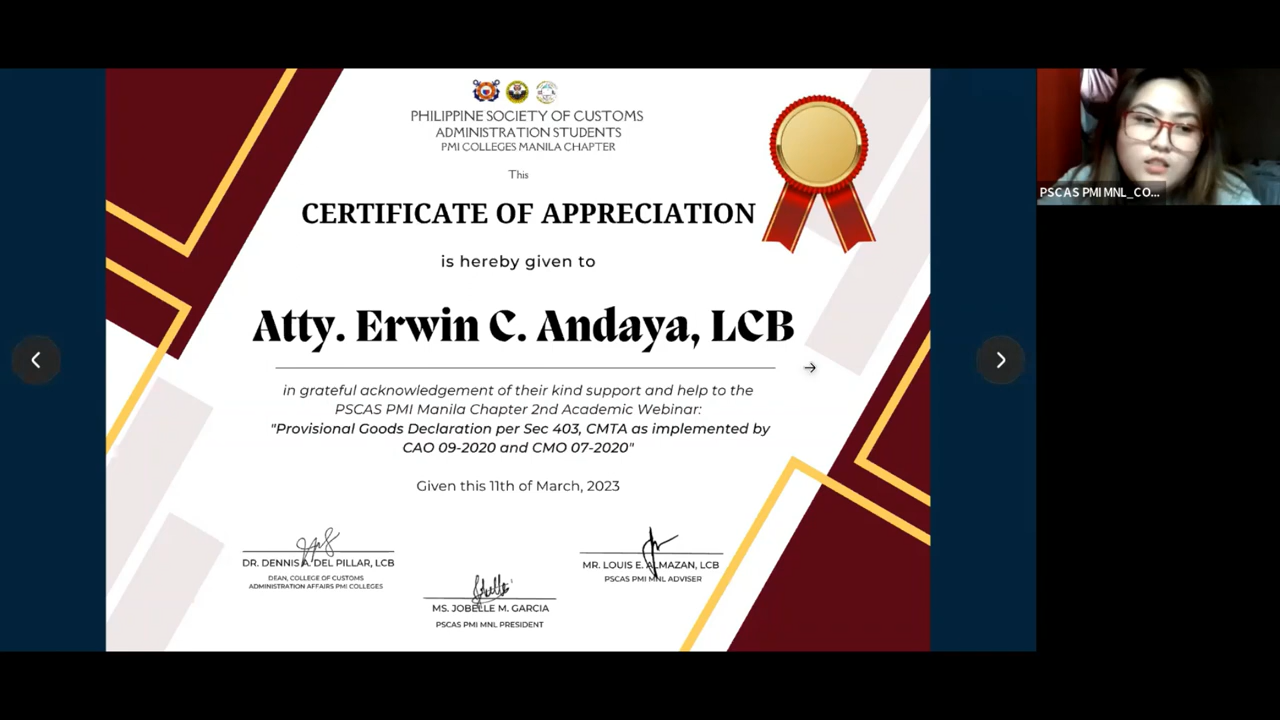 PHILIPPINE SOCIETY OF CUSTOMS
ADMINISTRATION STUDENTS
PMI COLLEGES MANILA CHAPTER
This
CERTIFICATE OF APPRECIATION
is hereby given to
Atty. Erwin C. Andaya, LCB
in grateful acknowledgement of their kind support and help to the
PSCAS PMI Manila Chapter 2nd Academic Webinar:
"Provisional Goods Declaration per Sec 403, CMTA as implemented by
CAO 09-2020 and CMO 07-2020"
Given this 11th of March, 2023
DR. DENNIS A. DEL PILLAR, LCB
DEAN, COLLEGE OF CUSTOMS
ADMINISTRATION AFFAIRS PMI COLLEGES
MR. LOUIS E. ALMAZAN, LCB
PSCAS PMI MNL ADVISER
MS. JOBELLE M. GARCIA
PSCAS PMI MNL PRESIDENT
PSCAS PMI MNL_CO...